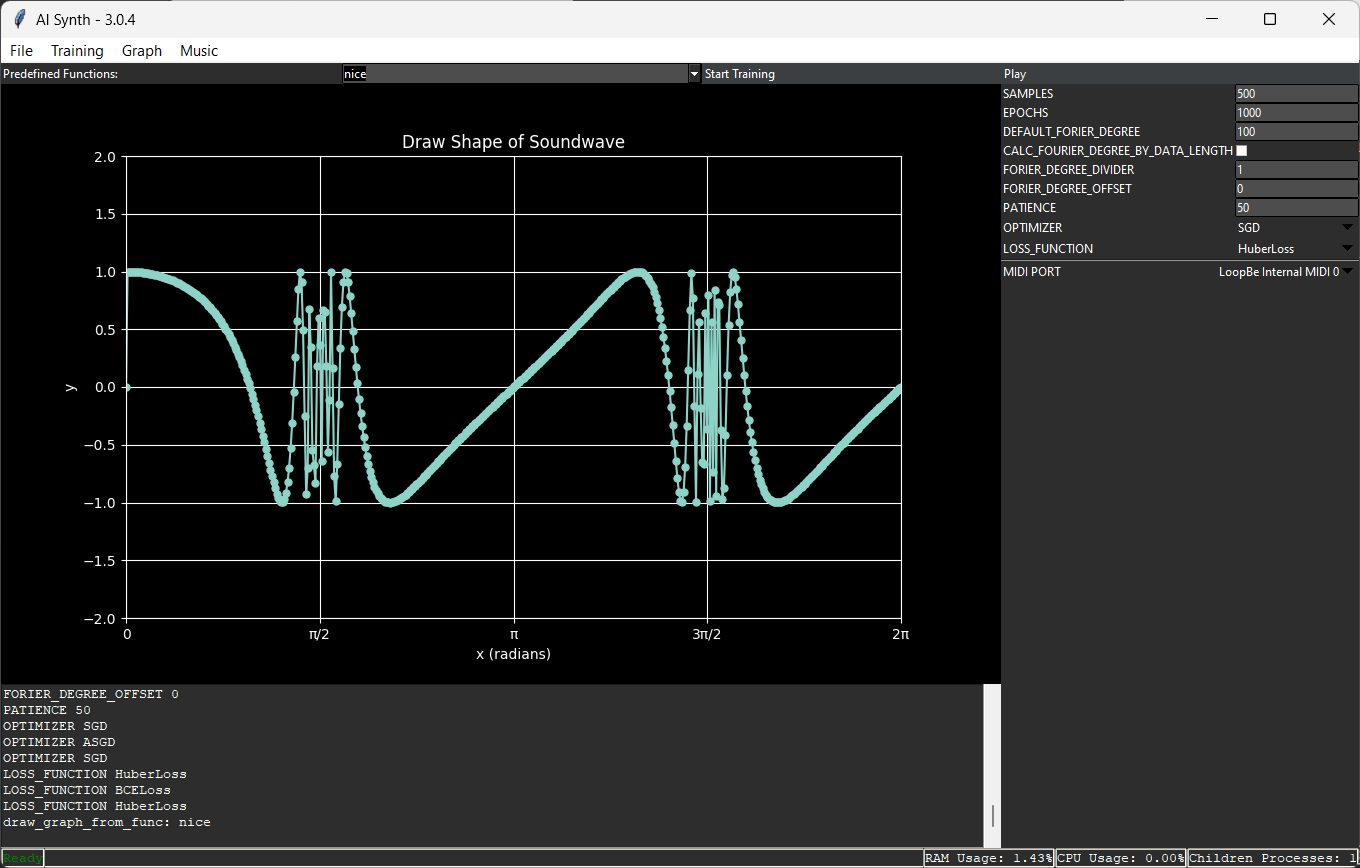 AI Synth - 3.0.4
File Training Graph Music
Predefined Functions: nice Start Training Play
SAMPLES 500
EPOCHS 1000
DEFAULT_FORIER_DEGREE 100
CALC_FOURIER_DEGREE_BY_DATA_LENGTH
FORIER_DEGREE_DIVIDER 1
FORIER_DEGREE_OFFSET 0
PATIENCE 50
OPTIMIZER SGD
LOSS_FUNCTION HuberLoss
MIDI PORT LoopBe Internal MIDI 0
Draw Shape of Soundwave
2.0
1.5
1.0
0.5
0.0
−0.5
−1.0
−1.5
−2.0
y
0 π/2 π 3π/2 2π
x (radians)
FORIER_DEGREE_OFFSET 0
PATIENCE 50
OPTIMIZER SGD
OPTIMIZER ASGD
OPTIMIZER SGD
LOSS_FUNCTION HuberLoss
LOSS_FUNCTION BCELoss
LOSS_FUNCTION HuberLoss
draw_graph_from_func: nice
Ready RAM Usage: 1.43% CPU Usage: 0.00% Children Processes: 1